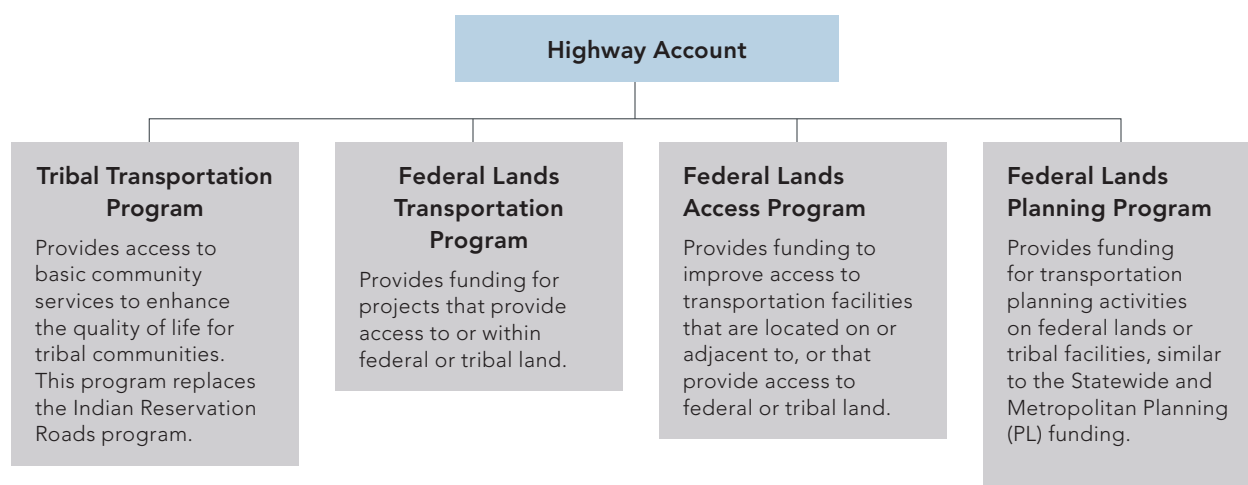 Highway Account
Tribal Transportation
Program
Provides access to
basic community
services to enhance
the quality of life for
tribal communities.
This program replaces
the Indian Reservation
Roads program.
Federal Lands
Transportation
Program
Provides funding for
projects that provide
access to or within
federal or tribal land.
Federal Lands
Access Program
Provides funding to
improve access to
transportation facilities
that are located on or
adjacent to, or that
provide access to
federal or tribal land.
Federal Lands
Planning Program
Provides funding
for transportation
planning activities
on federal lands or
tribal facilities, similar
to the Statewide and
Metropolitan Planning
(PL) funding.